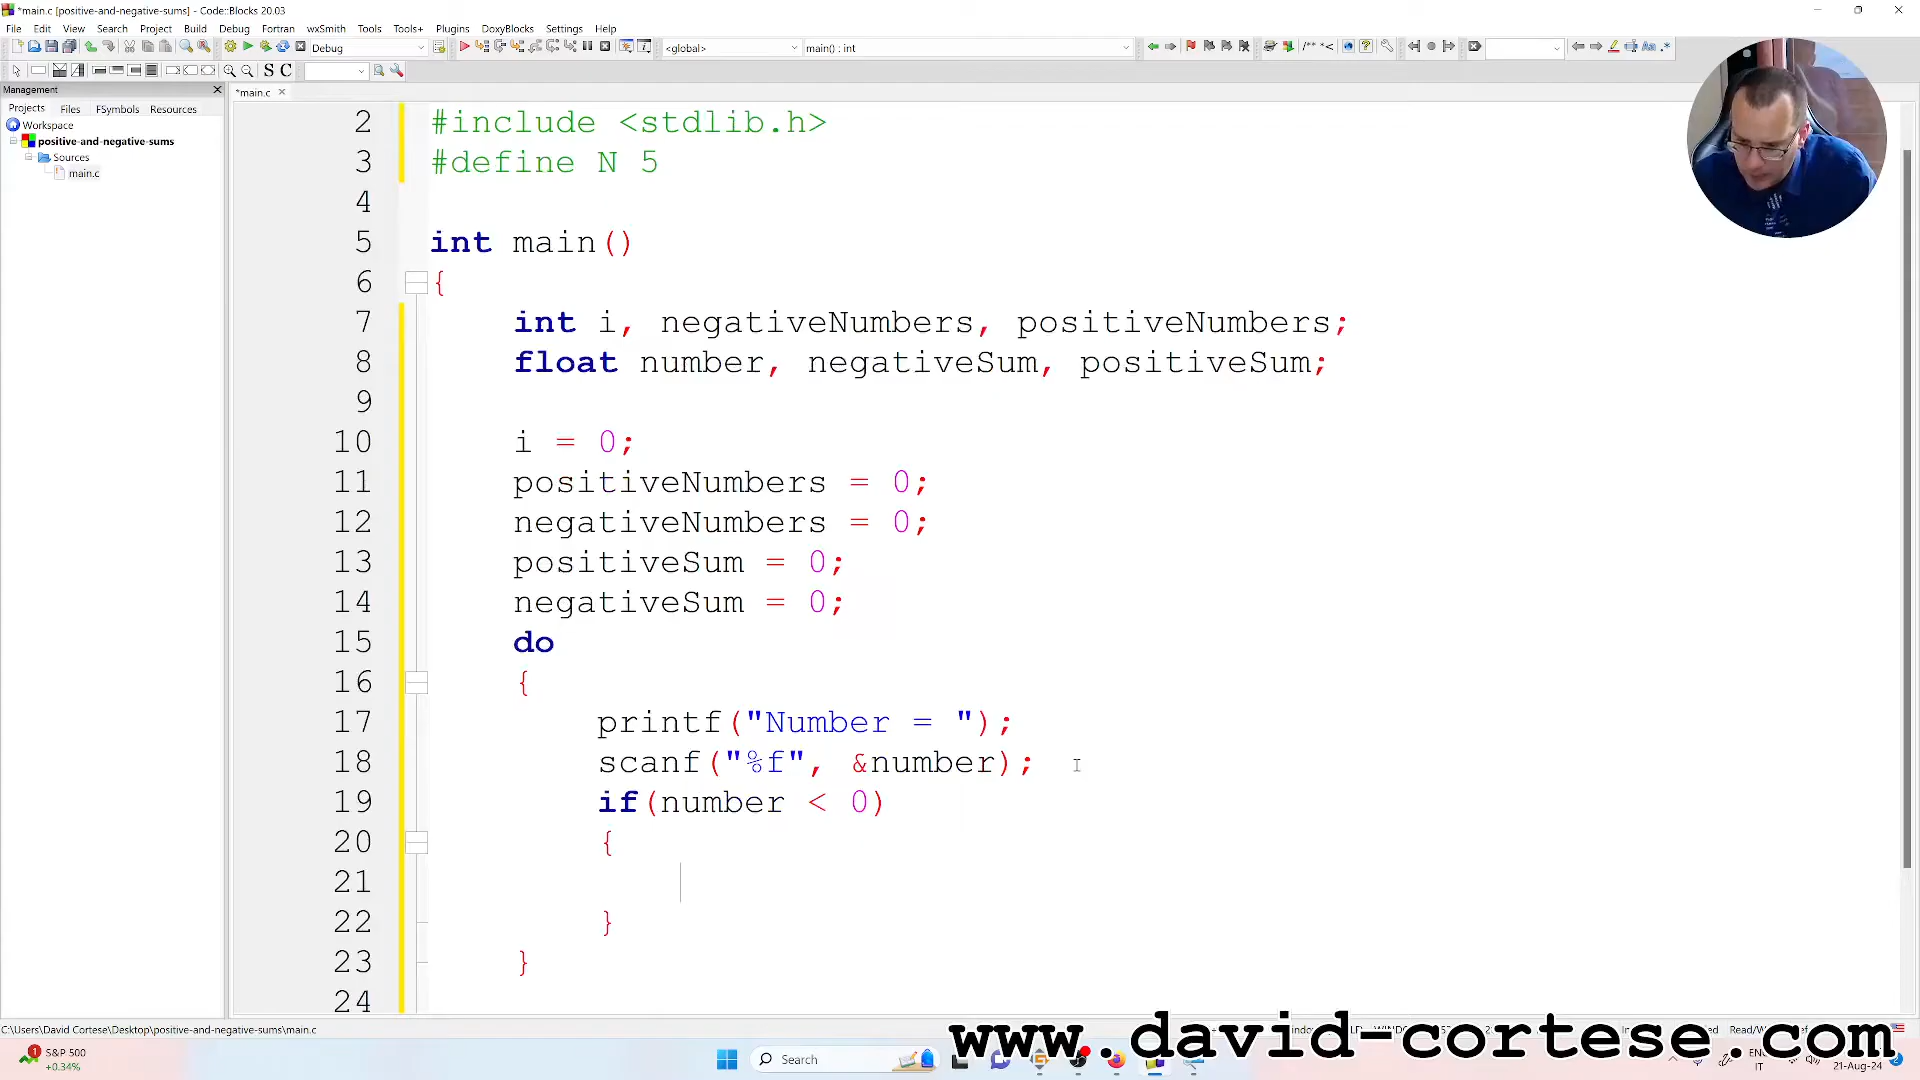 *main.c [positive-and-negative-sums] - Code::Blocks 20.03
File Edit View Search Project Build Debug Fortran wxSmith Tools Tools+ Plugins DoxyBlocks Settings Help
Debug <global> main() : int
S C
Management
Projects Files FSymbols Resources
*main.c
Workspace
positive-and-negative-sums
Sources
main.c
2 #include <stdlib.h>
3 #define N 5
4
5 int main()
6 {
7 int i, negativeNumbers, positiveNumbers;
8 float number, negativeSum, positiveSum;
9
10 i = 0;
11 positiveNumbers = 0;
12 negativeNumbers = 0;
13 positiveSum = 0;
14 negativeSum = 0;
15 do
16 {
17 printf("Number = ");
18 scanf("%f", &number);
19 if(number < 0)
20 {
21
22 }
23 }
24
C:\Users\David Cortese\Desktop\positive-and-negative-sums\main.c
www.david-cortese.com
S&P 500
+0.34%
Search
IT
21-Aug-24